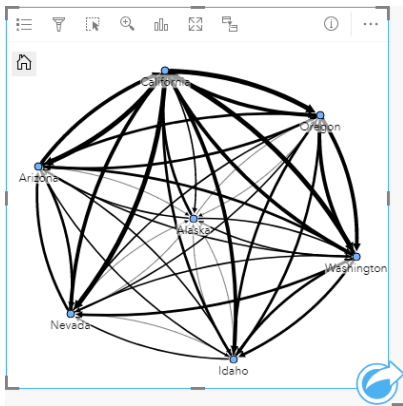 California
Oregon
Arizona
Alaska
Washington
Nevada
Idaho